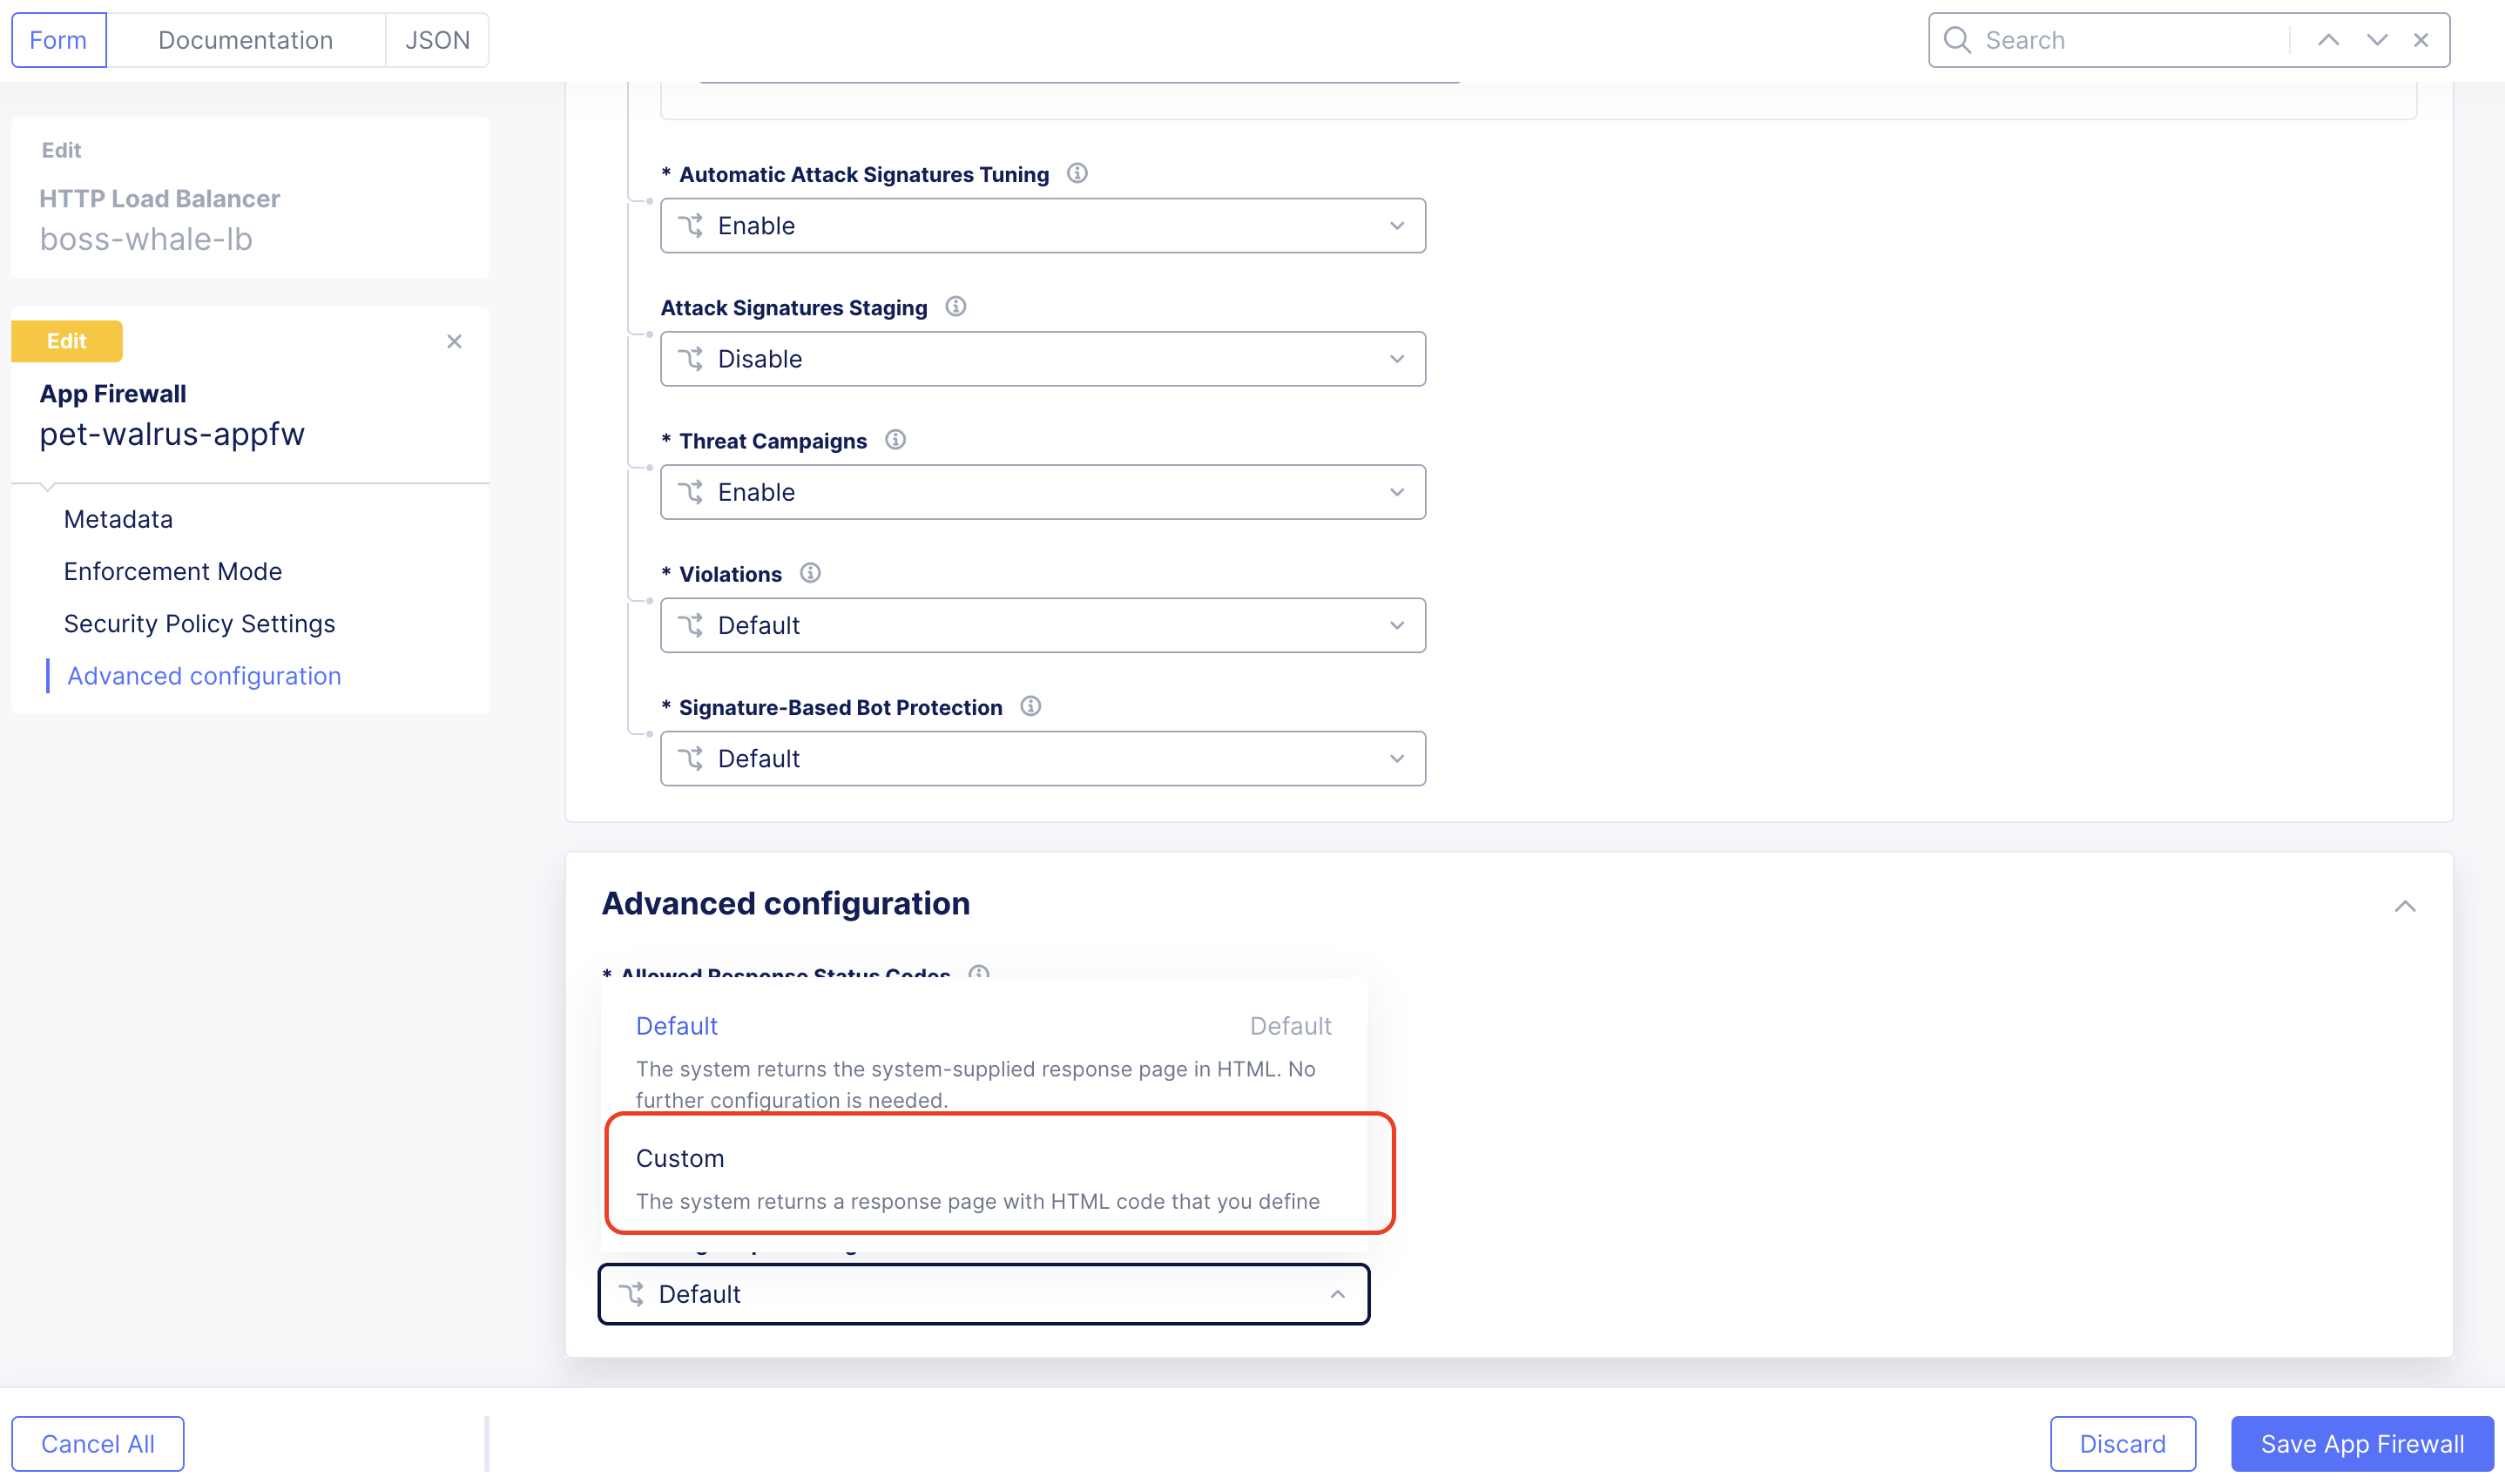 Form
Documentation
JSON
Search
Edit
HTTP Load Balancer
boss-whale-lb
Edit
App Firewall
pet-walrus-appfw
Metadata
Enforcement Mode
Security Policy Settings
Advanced configuration
* Automatic Attack Signatures Tuning
Enable
Attack Signatures Staging
Disable
* Threat Campaigns
Enable
* Violations
Default
* Signature-Based Bot Protection
Default
Advanced configuration
* Allowed Response Status Codes
Default Default
The system returns the system-supplied response page in HTML. No
further configuration is needed.
Custom
The system returns a response page with HTML code that you define
Default
Cancel All
Discard
Save App Firewall